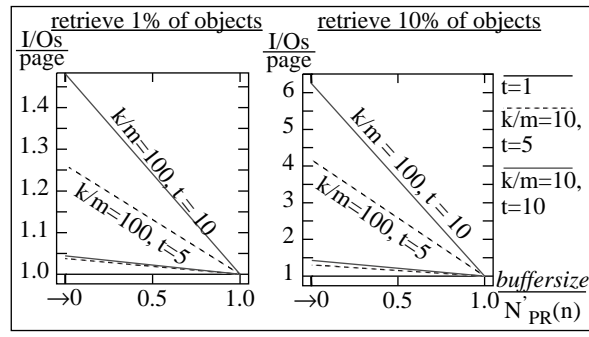 retrieve 1% of objects
I/Os
page
1.4
1.3
1.2
1.1
1.0
k/m=100, t = 10
k/m=100, t=5
→0 0.5 1.0
retrieve 10% of objects
I/Os
page
6
5
4
3
2
1
k/m = 100, t = 10
k/m=100, t=5
→0 0.5 1.0
t=1
k/m=10,
t=5
k/m=10,
t=10
buffersize
N'PR(n)